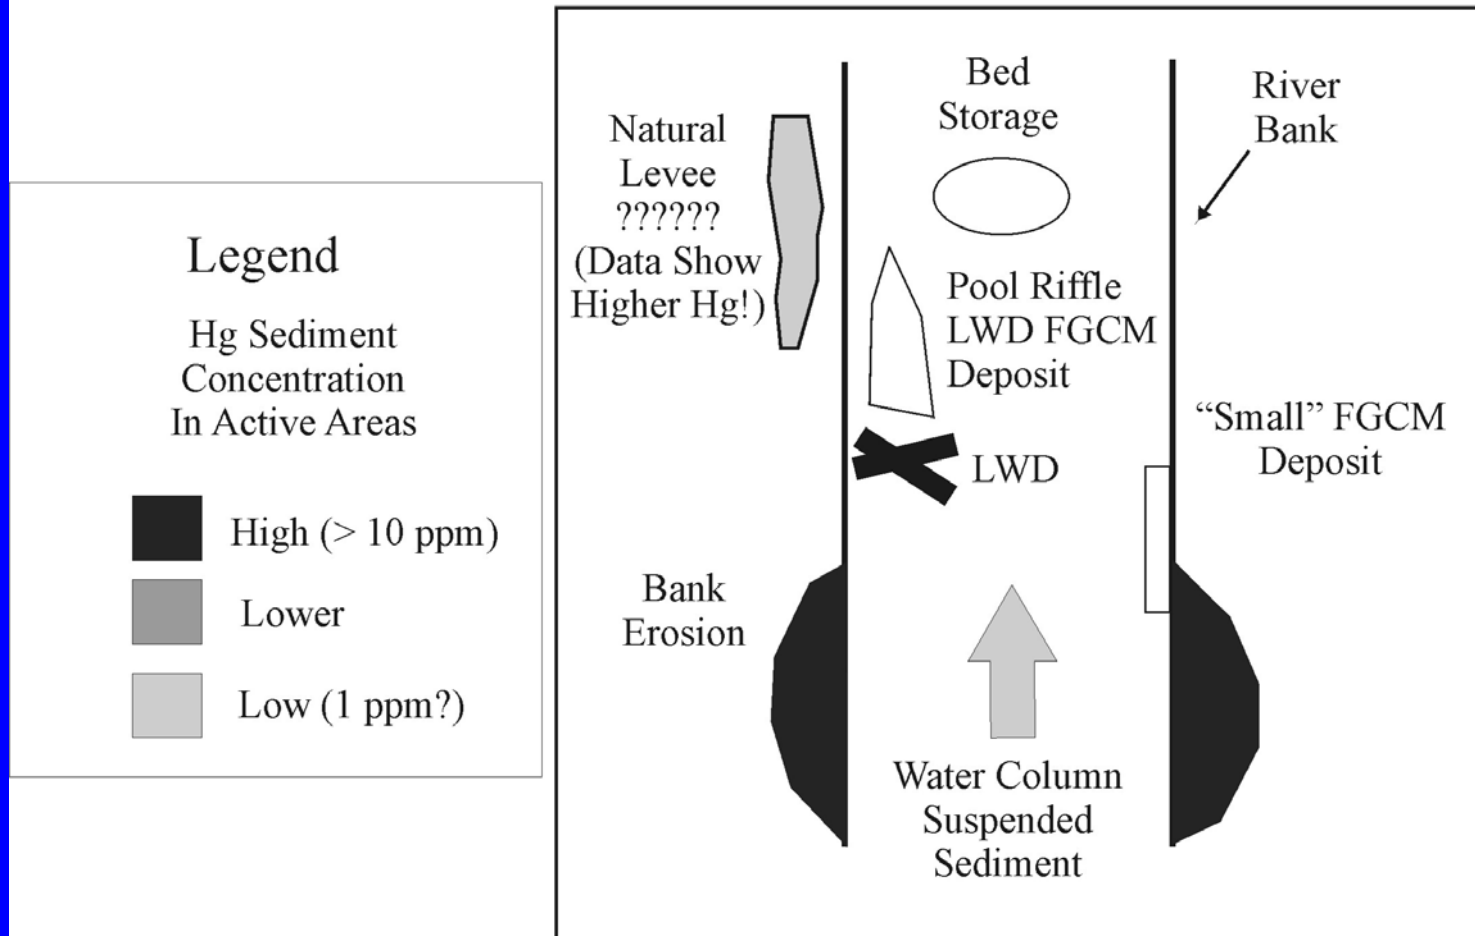 Legend
Hg Sediment
Concentration
In Active Areas
High (> 10 ppm)
Lower
Low (1 ppm?)
Natural
Levee
??????
(Data Show
Higher Hg!)
Bed
Storage
River
Bank
Pool Riffle
LWD FGCM
Deposit
“Small” FGCM
Deposit
LWD
Bank
Erosion
Water Column
Suspended
Sediment